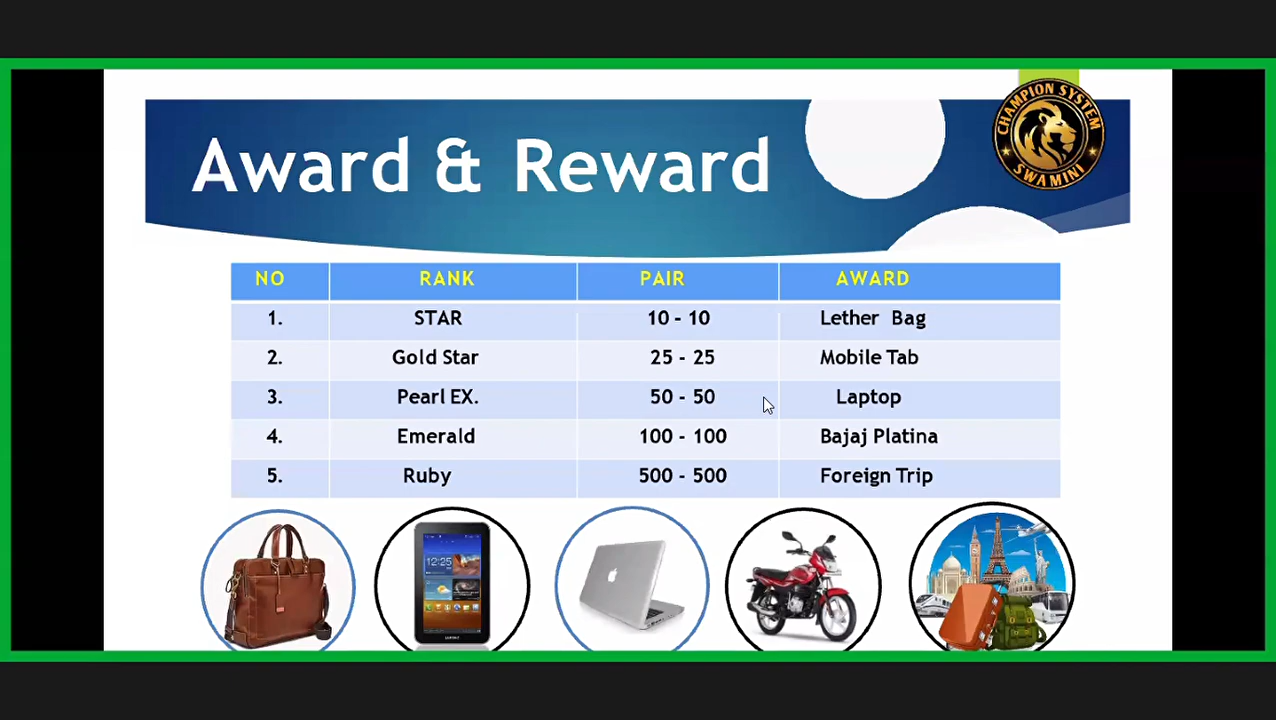 CHAMPION SYSTEM
SWAMINI
Award & Reward
NO RANK PAIR AWARD
1. STAR 10 - 10 Lether Bag
2. Gold Star 25 - 25 Mobile Tab
3. Pearl EX. 50 - 50 Laptop
4. Emerald 100 - 100 Bajaj Platina
5. Ruby 500 - 500 Foreign Trip
12:25